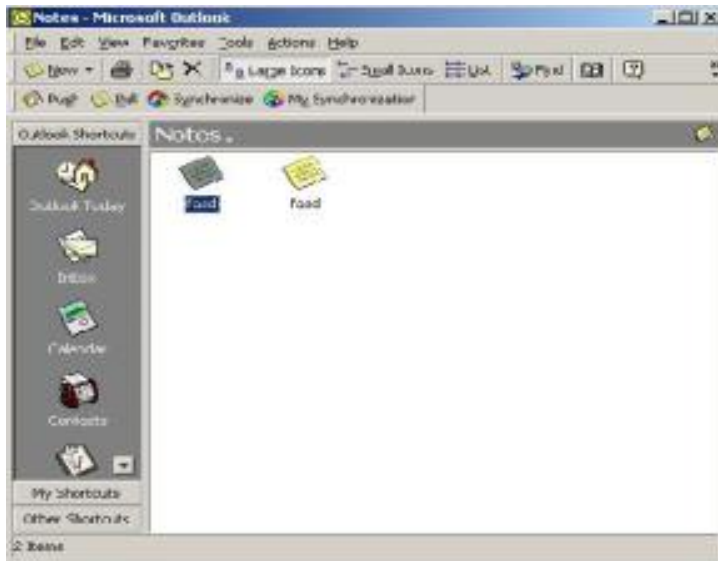 Notes - Microsoft Outlook
File Edit View Favorites Tools Actions Help
New Large Icons Small Icons List Find
Push Pull Synchronize My Synchronization
Outlook Shortcuts
Notes .
Outlook Today
Inbox
Calendar
Contacts
My Shortcuts
Other Shortcuts
Food
Food
2 Items